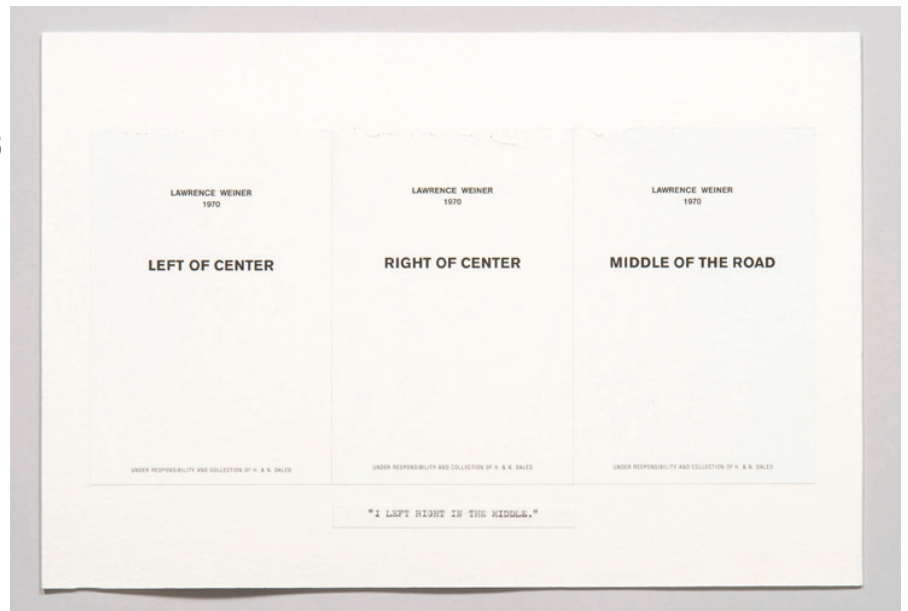 LAWRENCE WEINER
1970
LEFT OF CENTER
UNDER RESPONSIBILITY AND COLLECTION OF H. & N. DALED
LAWRENCE WEINER
1970
RIGHT OF CENTER
UNDER RESPONSIBILITY AND COLLECTION OF H. & N. DALED
LAWRENCE WEINER
1970
MIDDLE OF THE ROAD
UNDER RESPONSIBILITY AND COLLECTION OF H. & N. DALED
"I LEFT RIGHT IN THE MIDDLE."